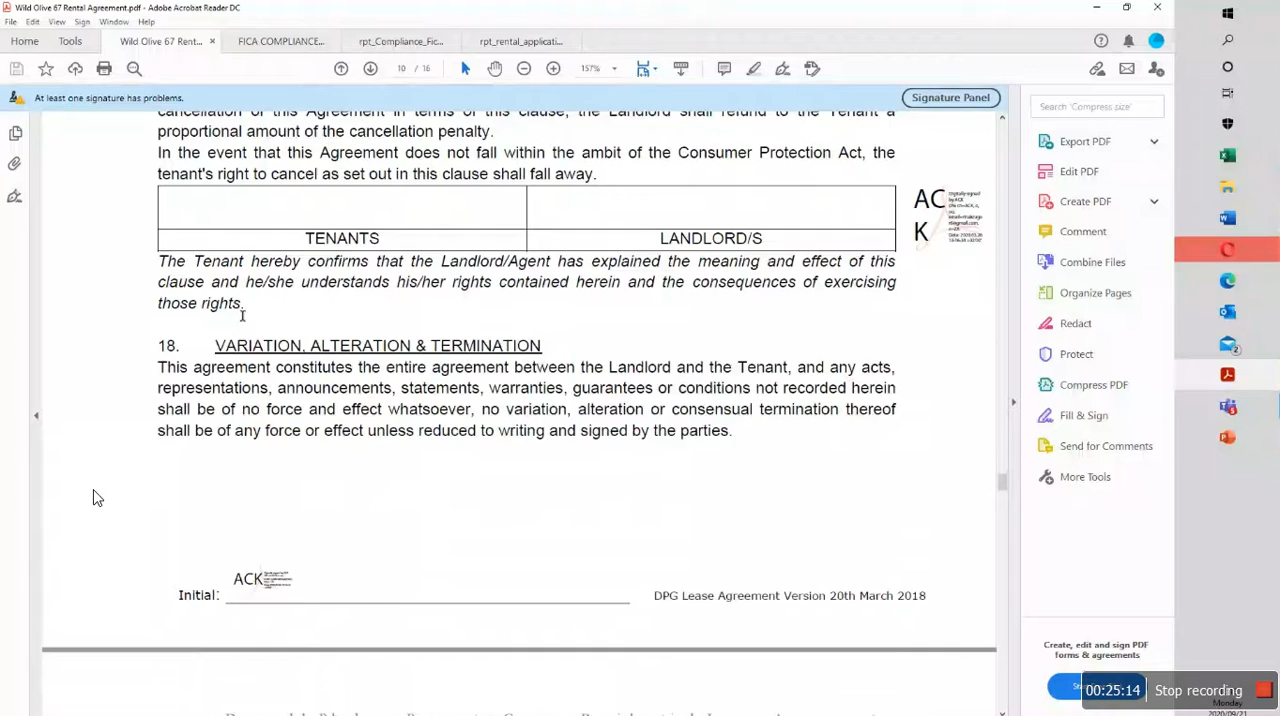 Wild Olive 67 Rental Agreement.pdf - Adobe Acrobat Reader DC
File Edit View Sign Window Help
Home Tools Wild Olive 67 Rent... × FICA COMPLIANCE... rpt_Compliance_Fic... rpt_rental_applicati...
10 / 16 157%
At least one signature has problems. Signature Panel
cancellation of this Agreement in terms of this clause, the Landlord shall refund to the Tenant a
proportional amount of the cancellation penalty.
In the event that this Agreement does not fall within the ambit of the Consumer Protection Act, the
tenant's right to cancel as set out in this clause shall fall away.
TENANTS LANDLORD/S
AC
K
Digitally signed
by ACK
The Tenant hereby confirms that the Landlord/Agent has explained the meaning and effect of this
clause and he/she understands his/her rights contained herein and the consequences of exercising
those rights.
18. VARIATION, ALTERATION & TERMINATION
This agreement constitutes the entire agreement between the Landlord and the Tenant, and any acts,
representations, announcements, statements, warranties, guarantees or conditions not recorded herein
shall be of no force and effect whatsoever, no variation, alteration or consensual termination thereof
shall be of any force or effect unless reduced to writing and signed by the parties.
ACK
Initial: DPG Lease Agreement Version 20th March 2018
Search 'Compress size'
Export PDF
Edit PDF
Create PDF
Comment
Combine Files
Organize Pages
Redact
Protect
Compress PDF
Fill & Sign
Send for Comments
More Tools
Create, edit and sign PDF
forms & agreements
00:25:14 Stop recording
Monday
2020/09/21